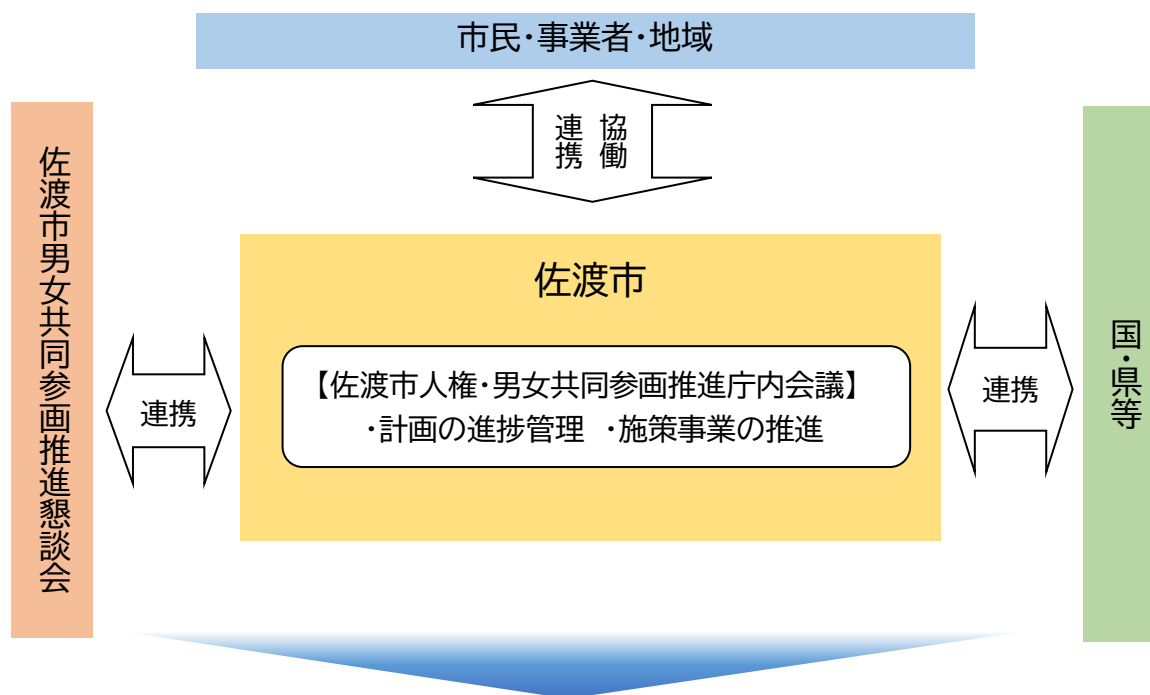 市民・事業者・地域
協働
連携
佐渡市男女共同参画推進懇談会
佐渡市
国・県等
連携
【佐渡市人権・男女共同参画推進庁内会議】
・計画の進捗管理　・施策事業の推進
連携